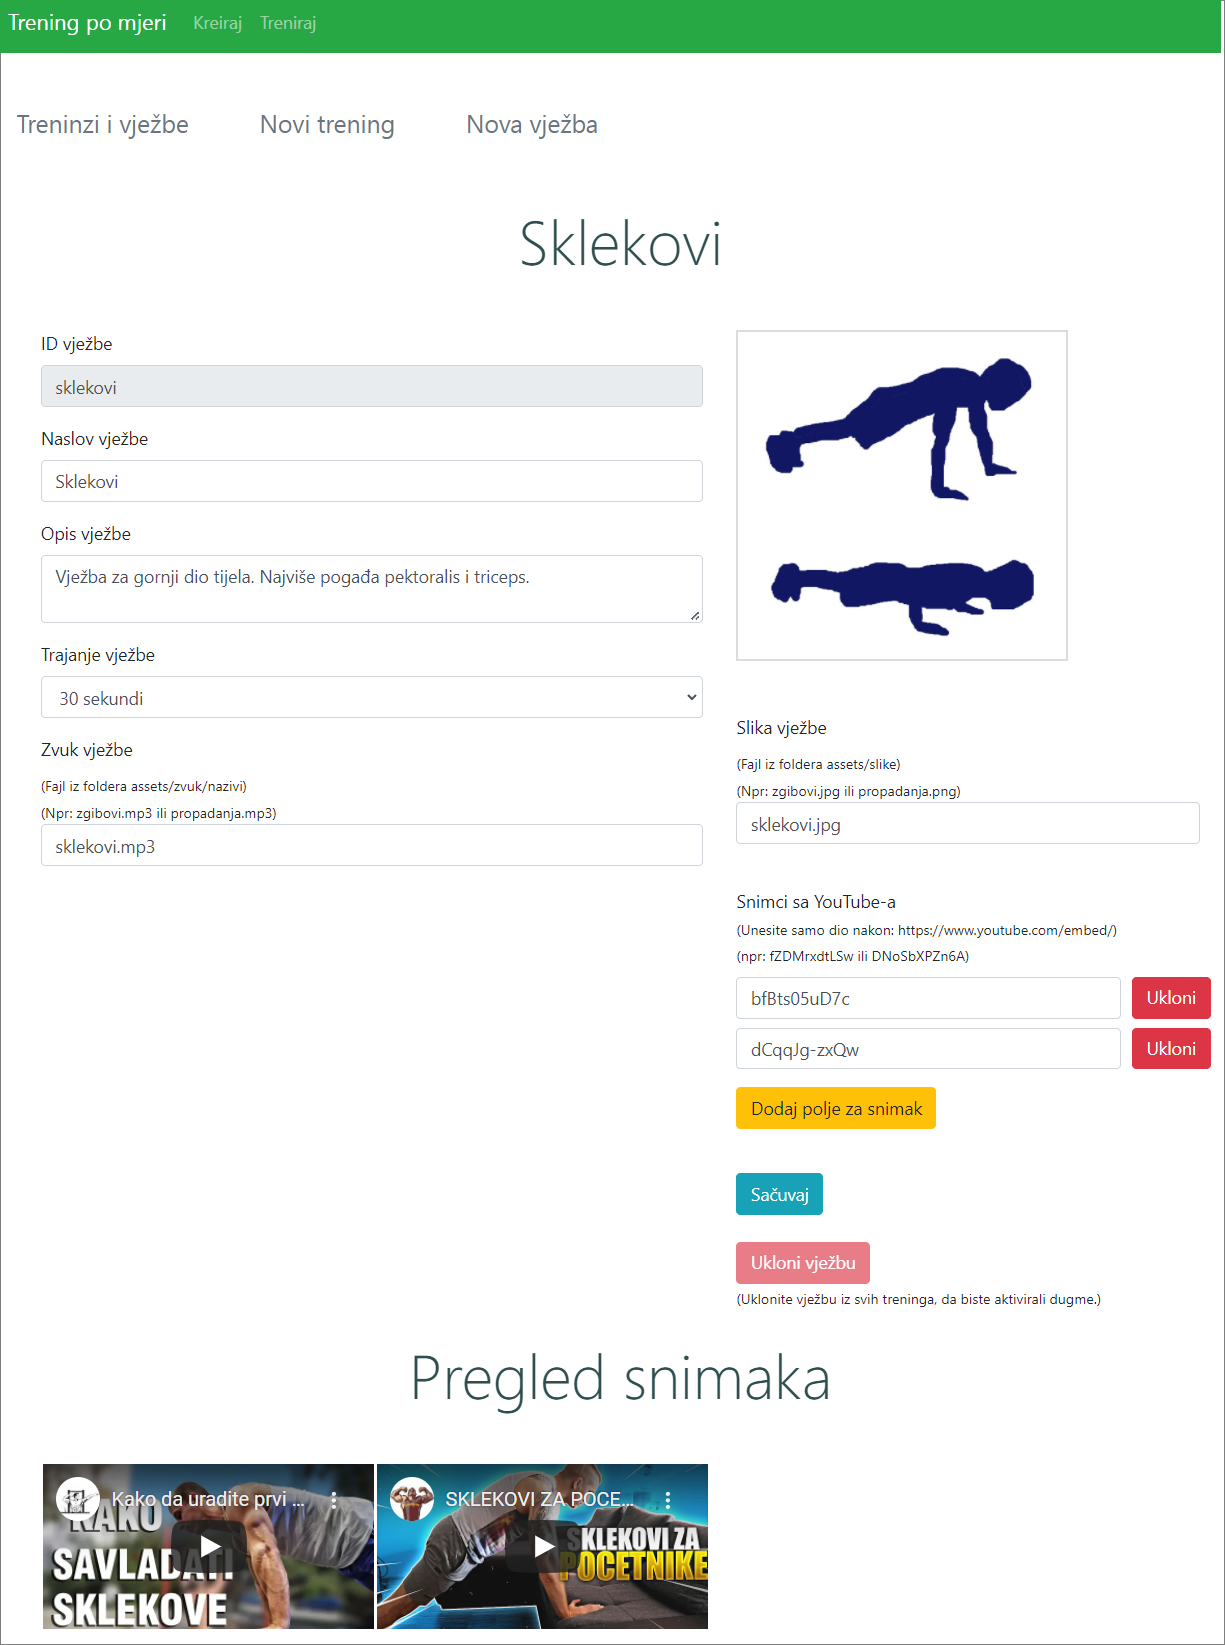 Trening po mjeri Kreiraj Treniraj
Treninzi i vježbe Novi trening Nova vježba
Sklekovi
ID vježbe
sklekovi
Naslov vježbe
Sklekovi
Opis vježbe
Vježba za gornji dio tijela. Najviše pogađa pektoralis i triceps.
Trajanje vježbe
30 sekundi
Zvuk vježbe
(Fajl iz foldera assets/zvuk/nazivi)
(Npr: zgibovi.mp3 ili propadanja.mp3)
sklekovi.mp3
Slika vježbe
(Fajl iz foldera assets/slike)
(Npr: zgibovi.jpg ili propadanja.png)
sklekovi.jpg
Snimci sa YouTube-a
(Unesite samo dio nakon: https://www.youtube.com/embed/)
(npr: fZDMrxdtLSw ili DNoSbXPZn6A)
bfBts05uD7c Ukloni
dCqqJg-zxQw Ukloni
Dodaj polje za snimak
Sačuvaj
Ukloni vježbu
(Uklonite vježbu iz svih treninga, da biste aktivirali dugme.)
Pregled snimaka
Kako da uradite prvi ...
KAKO
SAVLADATI
SKLEKOVE
SKLEKOVI ZA POCE...
SKLEKOVI ZA
POCETNIKE